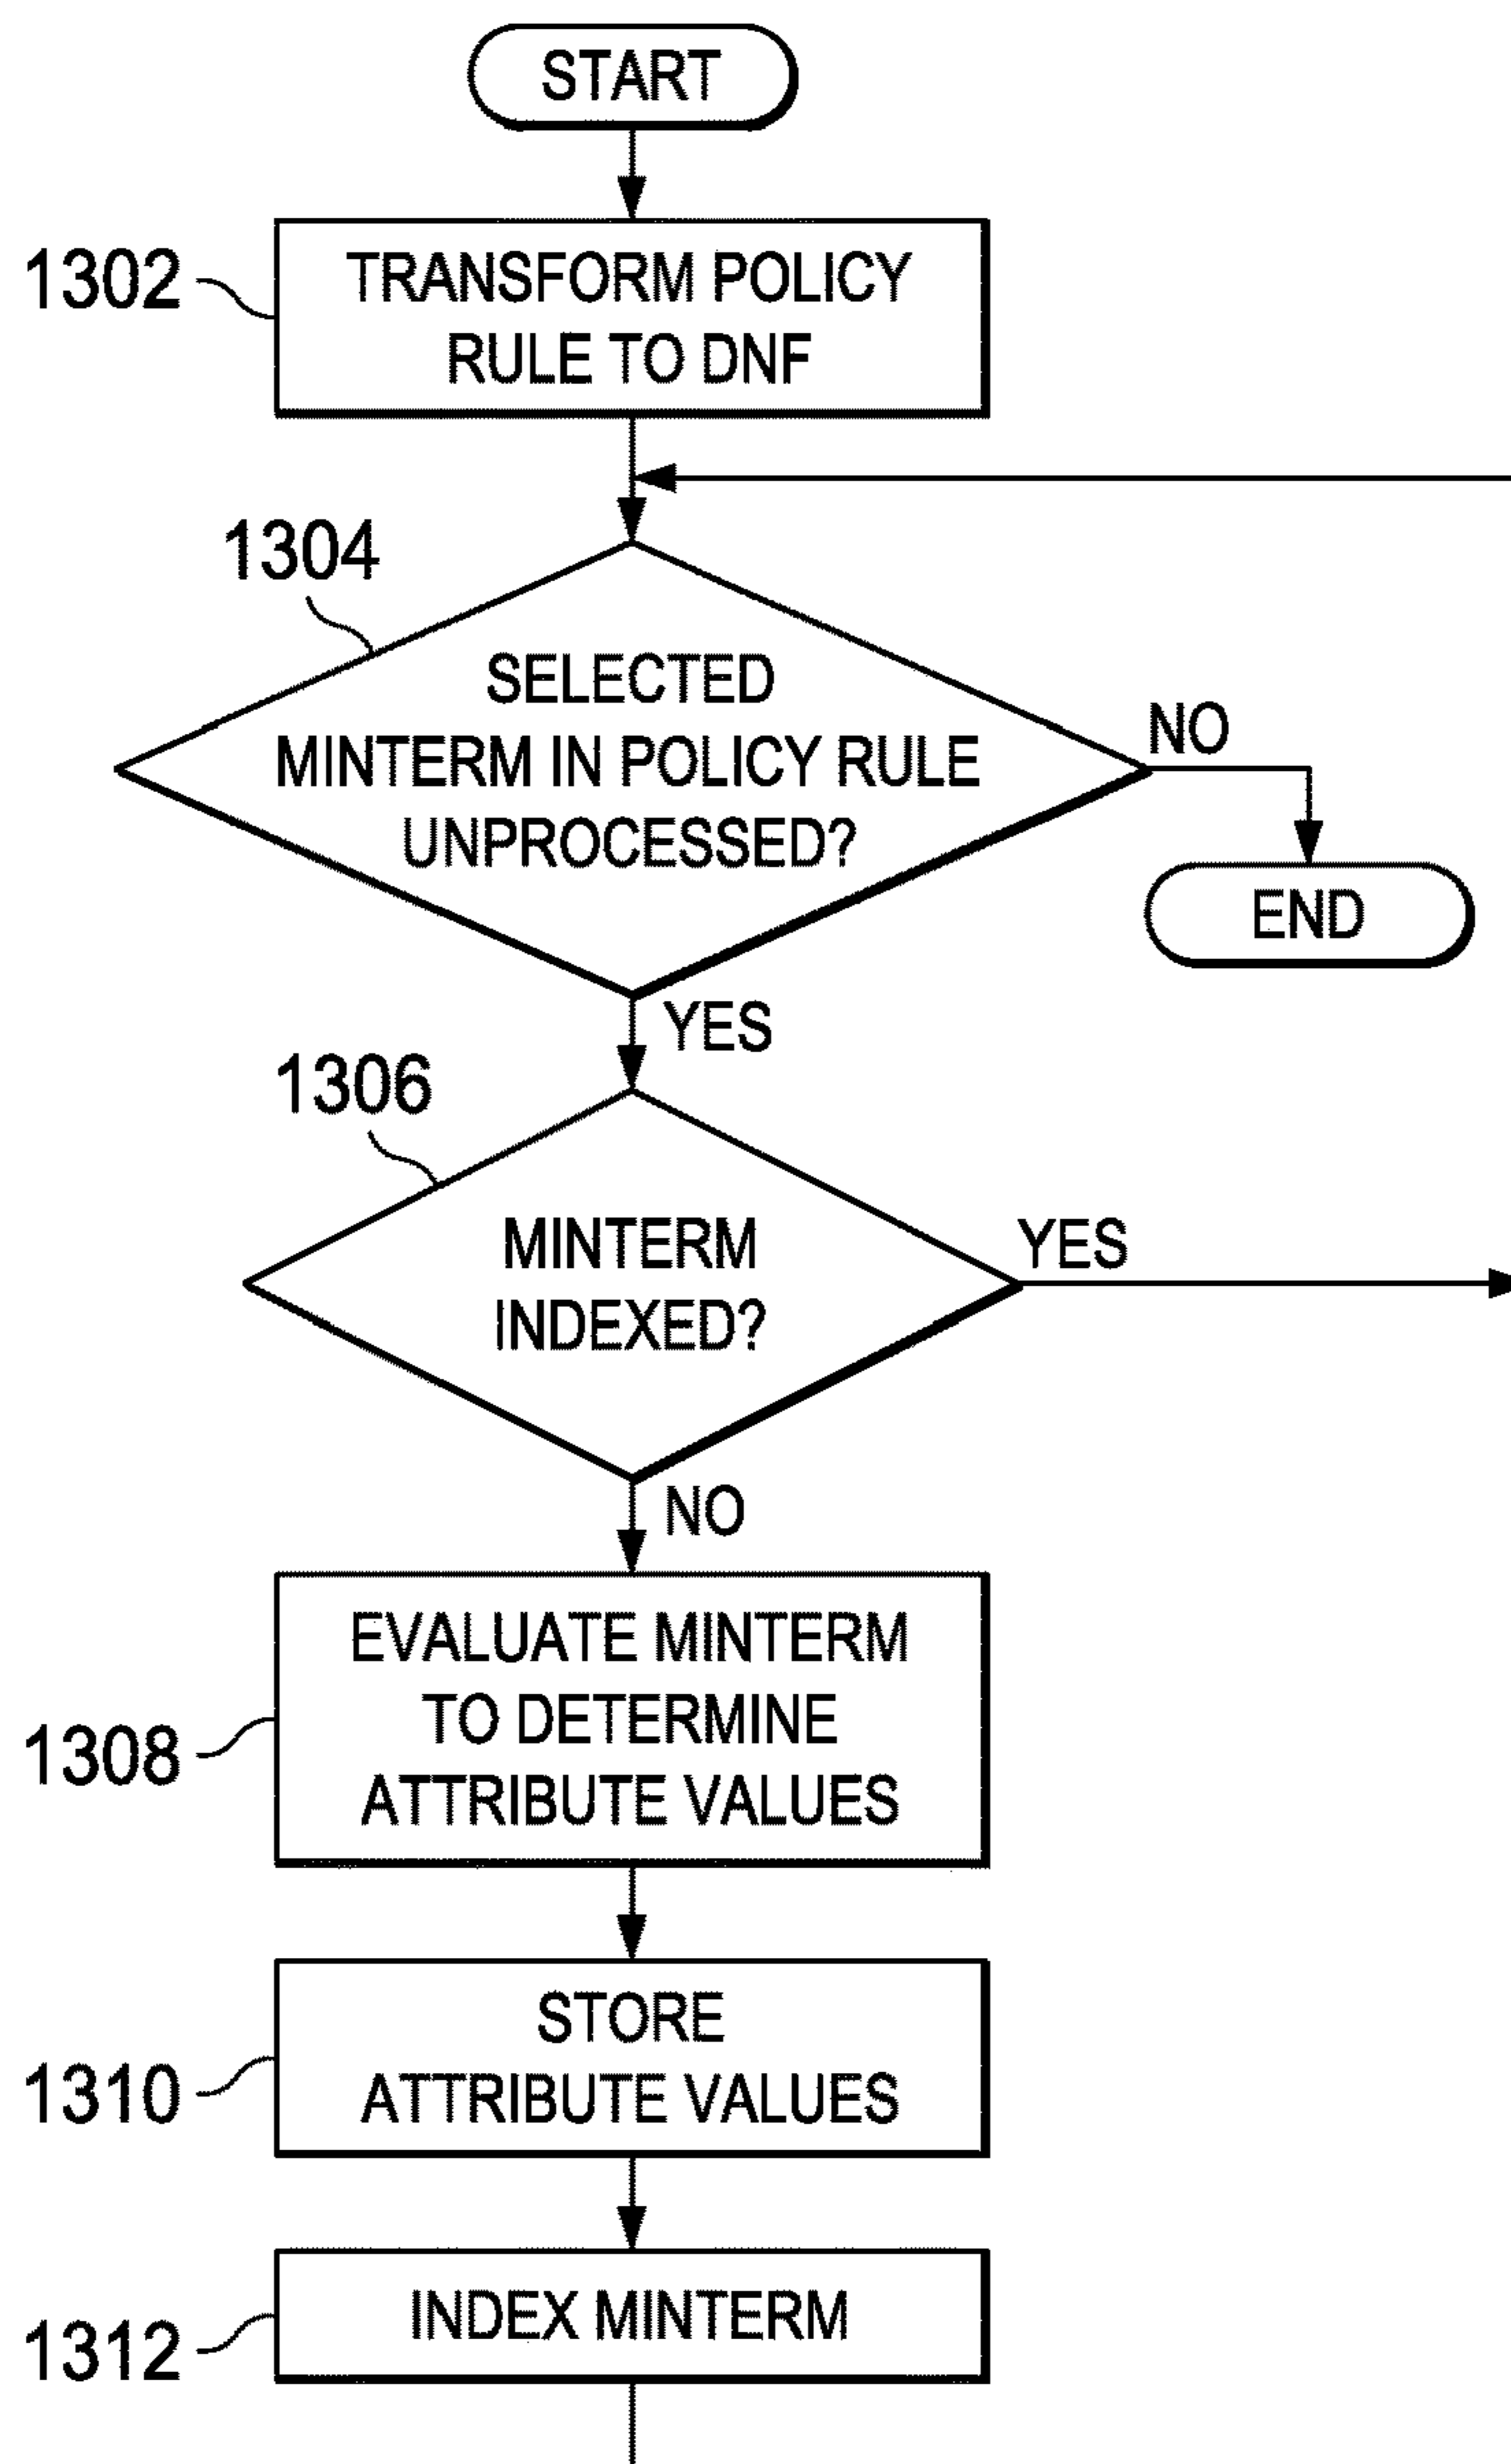 START
1302
TRANSFORM POLICY
RULE TO DNF
1304
SELECTED
MINTERM IN POLICY RULE
UNPROCESSED?
NO
END
YES
1306
MINTERM
INDEXED?
YES
NO
1308
EVALUATE MINTERM
TO DETERMINE
ATTRIBUTE VALUES
1310
STORE
ATTRIBUTE VALUES
1312
INDEX MINTERM